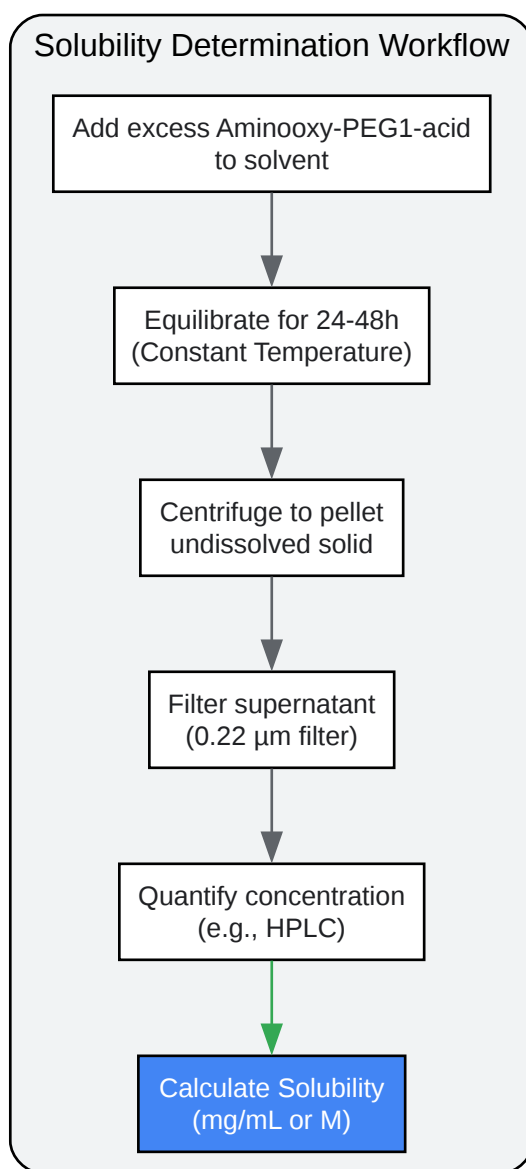 Solubility Determination Workflow
Add excess Aminooxy-PEG1-acid
to solvent
Equilibrate for 24-48h
(Constant Temperature)
Centrifuge to pellet
undissolved solid
Filter supernatant
(0.22 µm filter)
Quantify concentration
(e.g., HPLC)
Calculate Solubility
(mg/mL or M)